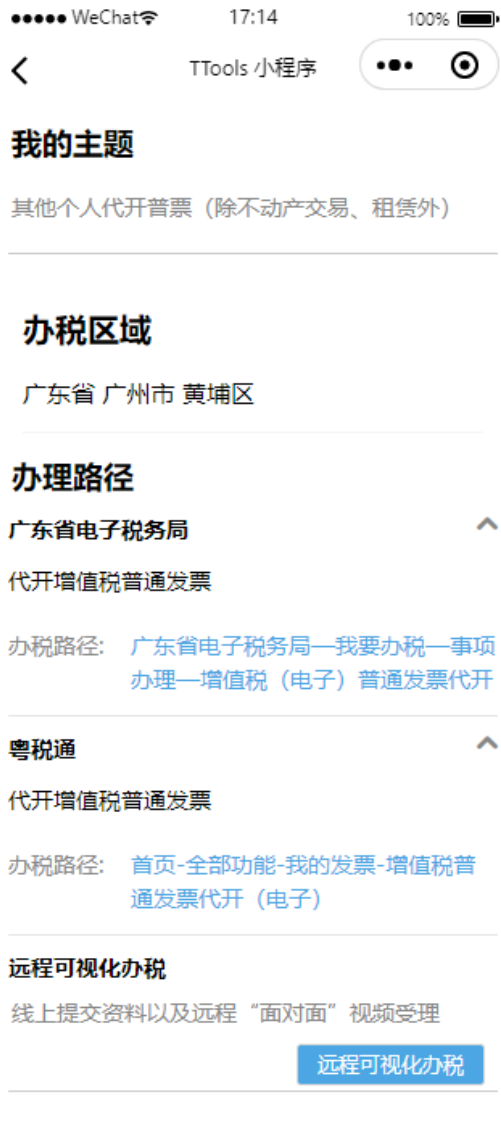 WeChat 17:14 100%
TTools 小程序
我的主题
其他个人代开普票（除不动产交易、租赁外）
办税区域
广东省 广州市 黄埔区
办理路径
广东省电子税务局
代开增值税普通发票
办税路径: 广东省电子税务局—我要办税—事项
办理—增值税（电子）普通发票代开
粤税通
代开增值税普通发票
办税路径: 首页-全部功能-我的发票-增值税普
通发票代开（电子）
远程可视化办税
线上提交资料以及远程“面对面”视频受理
远程可视化办税